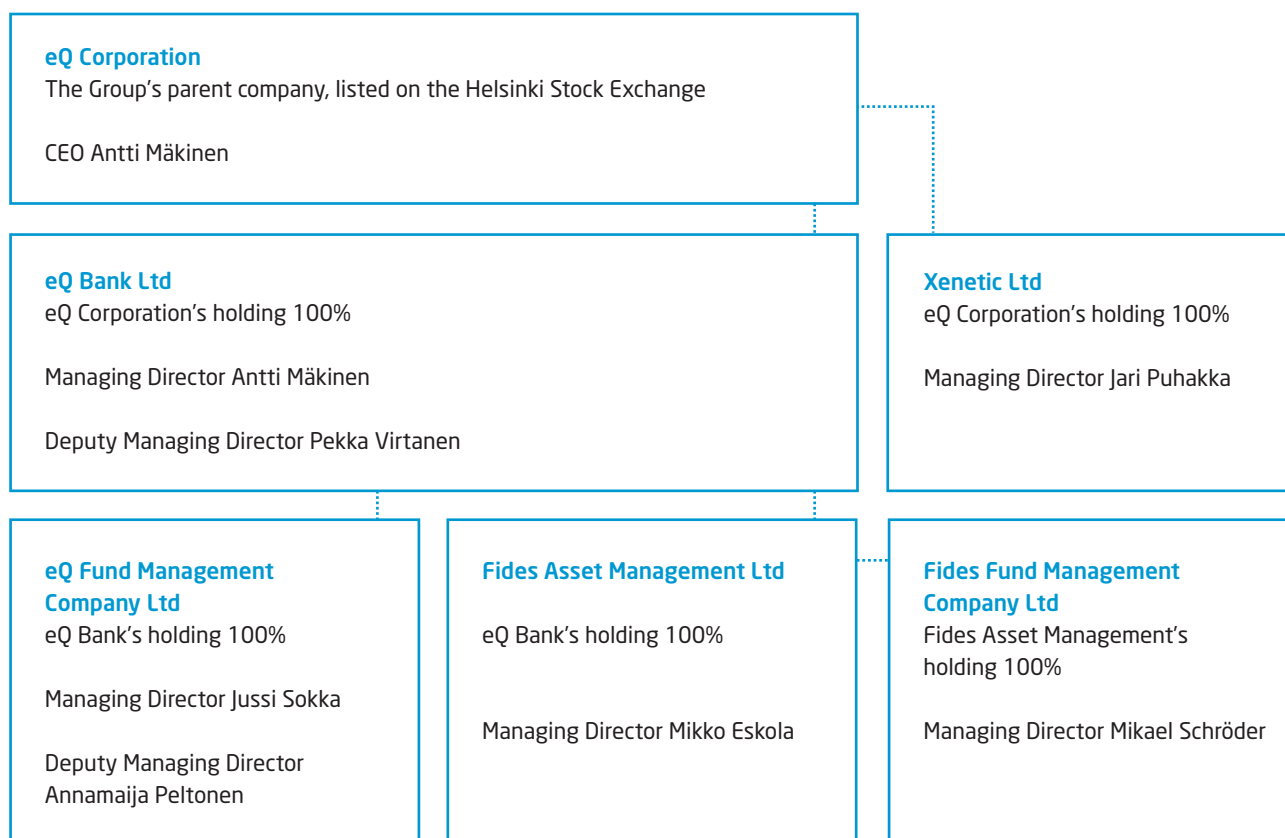 eQ Corporation
The Group's parent company, listed on the Helsinki Stock Exchange
CEO Antti Mäkinen
eQ Bank Ltd
eQ Corporation's holding 100%
Managing Director Antti Mäkinen
Deputy Managing Director Pekka Virtanen
Xenetic Ltd
eQ Corporation's holding 100%
Managing Director Jari Puhakka
eQ Fund Management
Company Ltd
eQ Bank's holding 100%
Managing Director Jussi Sokka
Deputy Managing Director
Annamaija Peltonen
Fides Asset Management Ltd
eQ Bank's holding 100%
Managing Director Mikko Eskola
Fides Fund Management
Company Ltd
Fides Asset Management's
holding 100%
Managing Director Mikael Schröder